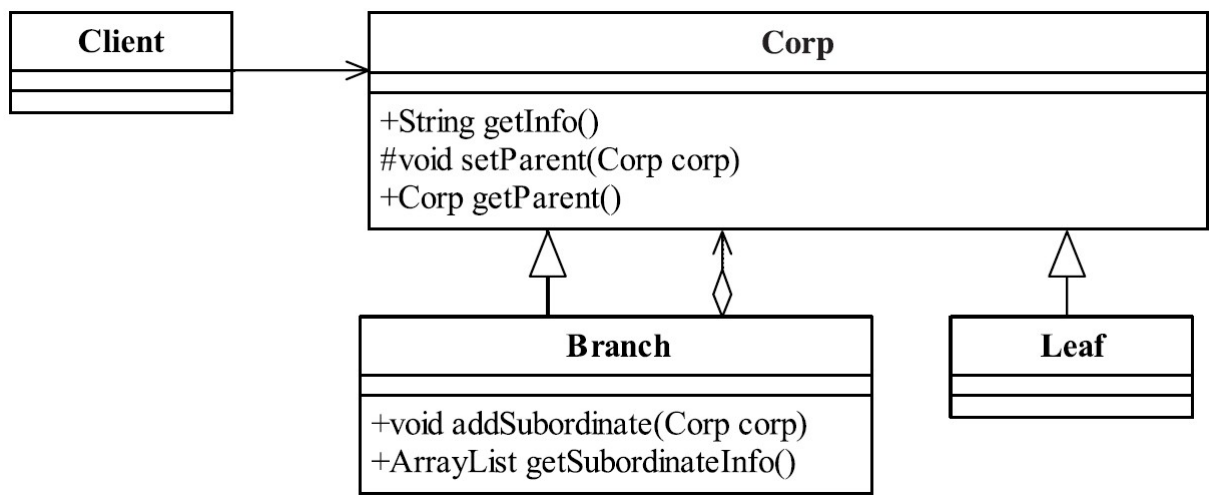 Client
Corp
+String getInfo()
#void setParent(Corp corp)
+Corp getParent()
Branch
+void addSubordinate(Corp corp)
+ArrayList getSubordinateInfo()
Leaf